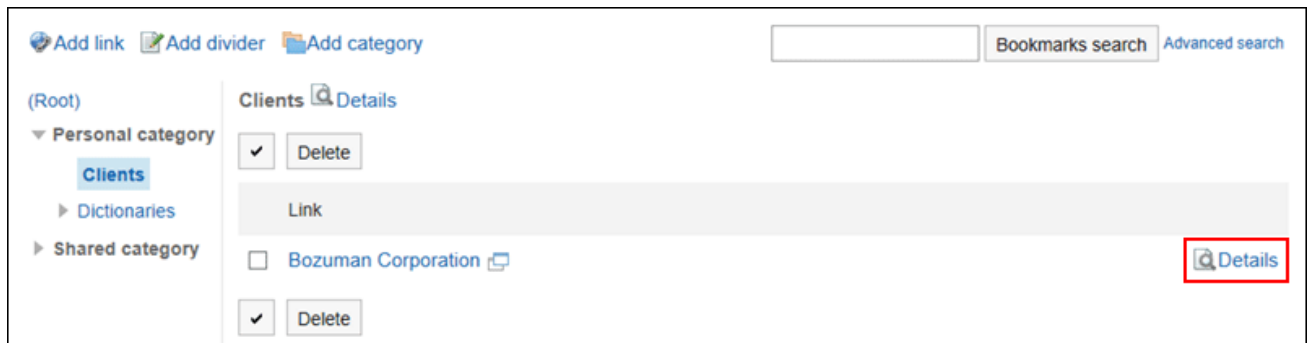 Add link Add divider Add category Bookmarks search Advanced search
(Root)
Personal category
Clients
Dictionaries
Shared category
Clients Details
Delete
Link
Bozuman Corporation Details
Delete